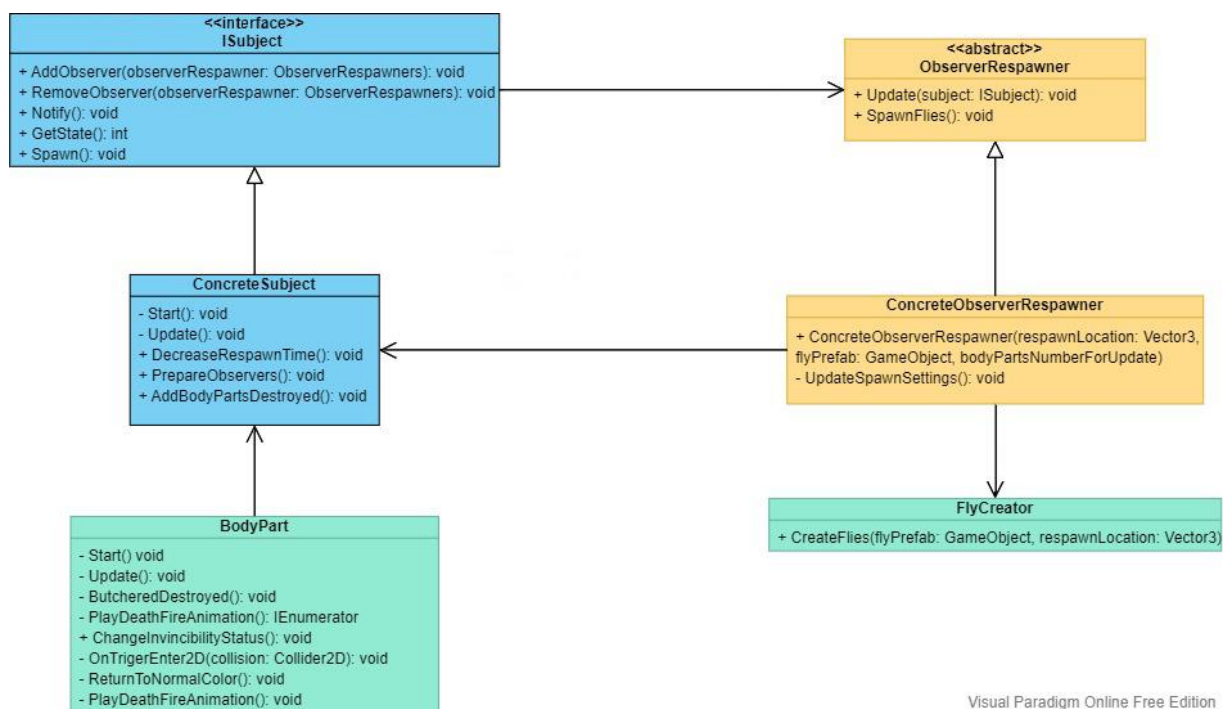 <<interface>>
ISubject
+ AddObserver(observerRespawner: ObserverRespawners): void
+ RemoveObserver(observerRespawner: ObserverRespawners): void
+ Notify(): void
+ GetState(): int
+ Spawn(): void
<<abstract>>
ObserverRespawner
+ Update(subject: ISubject): void
+ SpawnFlies(): void
ConcreteSubject
- Start(): void
- Update(): void
+ DecreaseRespawnTime(): void
+ PrepareObservers(): void
+ AddBodyPartsDestroyed(): void
ConcreteObserverRespawner
+ ConcreteObserverRespawner(respawnLocation: Vector3,
flyPrefab: GameObject, bodyPartsNumberForUpdate)
- UpdateSpawnSettings(): void
BodyPart
- Start() void
- Update(): void
- ButcheredDestroyed(): void
- PlayDeathFireAnimation(): IEnumerator
+ ChangeInvincibilityStatus(): void
- OnTrigerEnter2D(collision: Collider2D): void
- ReturnToNormalColor(): void
- PlayDeathFireAnimation(): void
FlyCreator
+ CreateFlies(flyPrefab: GameObject, respawnLocation: Vector3)
Visual Paradigm Online Free Edition